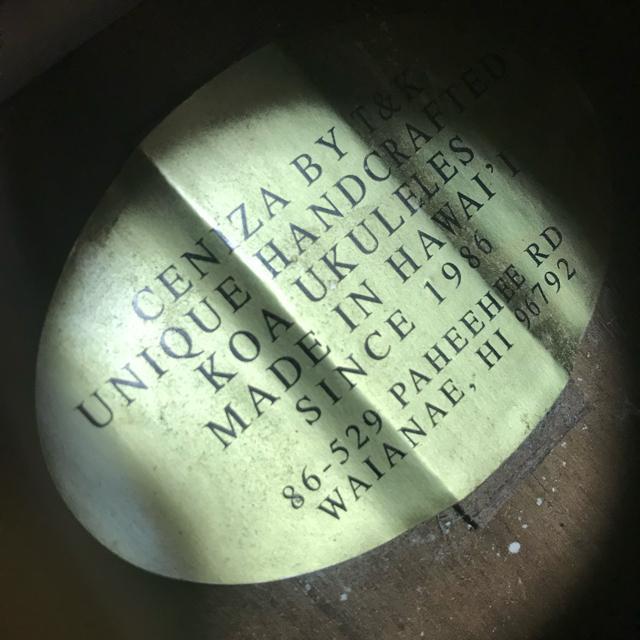 CENIZA BY T&K
UNIQUE HANDCRAFTED
KOA UKULELES
MADE IN HAWAI'I
SINCE 1986
86-529 PAHEEHEE RD
WAIANAE, HI 96792